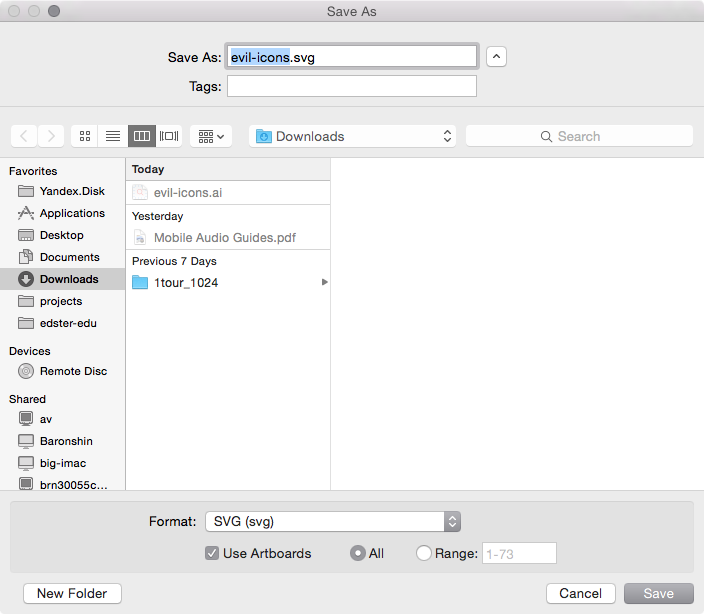 Save As
Save As: evil-icons.svg
Tags:
Downloads
Search
Favorites
Yandex.Disk
Applications
Desktop
Documents
Downloads
projects
edster-edu
Devices
Remote Disc
Shared
av
Baronshin
big-imac
brn30055c...
Today
evil-icons.ai
Yesterday
Mobile Audio Guides.pdf
Previous 7 Days
1tour_1024
Format: SVG (svg)
Use Artboards All Range: 1-73
New Folder Cancel Save